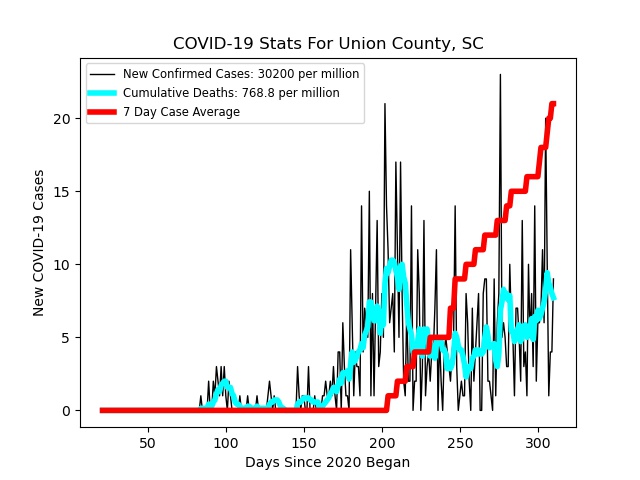 COVID-19 Stats For Union County, SC
New Confirmed Cases: 30200 per million
Cumulative Deaths: 768.8 per million
7 Day Case Average
New COVID-19 Cases
20
15
10
5
0
50 100 150 200 250 300
Days Since 2020 Began